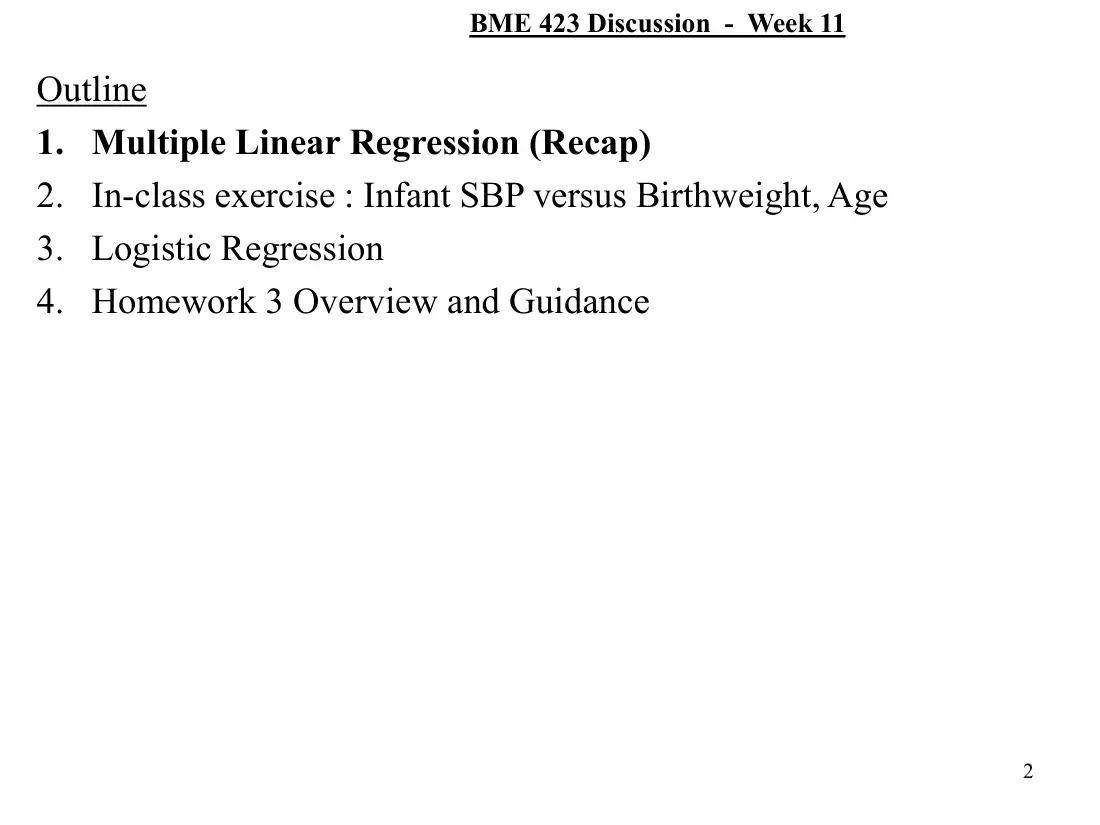 BME 423 Discussion - Week 11
Outline
1. Multiple Linear Regression (Recap)
2. In-class exercise : Infant SBP versus Birthweight, Age
3. Logistic Regression
4. Homework 3 Overview and Guidance
2